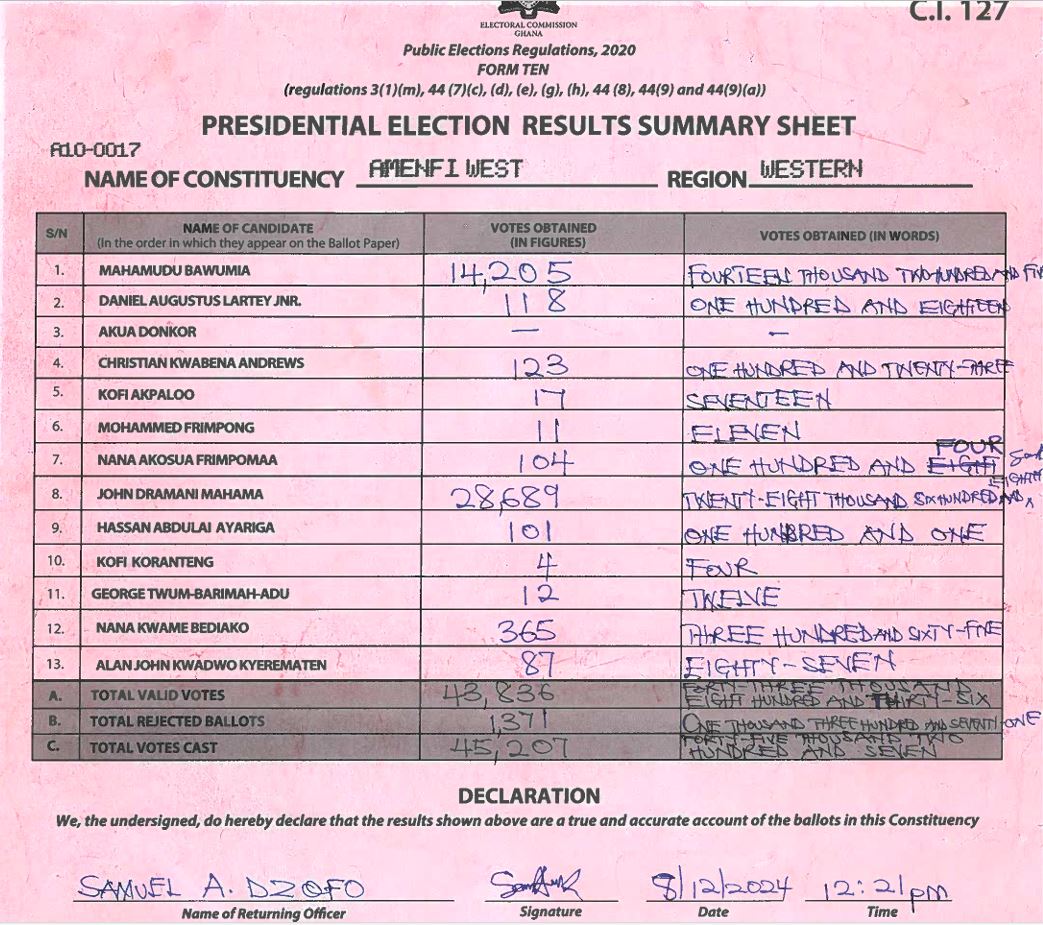 C.I. 127
ELECTORAL COMMISSION
GHANA
Public Elections Regulations, 2020
FORM TEN
(regulations 3(1)(m), 44 (7)(c), (d), (e), (g), (h), 44 (8), 44(9) and 44(9)(a))
PRESIDENTIAL ELECTION RESULTS SUMMARY SHEET
A10-0017
NAME OF CONSTITUENCY AMENFI WEST REGION WESTERN
S/N NAME OF CANDIDATE (In the order in which they appear on the Ballot Paper) VOTES OBTAINED (IN FIGURES) VOTES OBTAINED (IN WORDS)
1. MAHAMUDU BAWUMIA 14,205 FOURTEEN THOUSAND TWO HUNDRED AND FIV
2. DANIEL AUGUSTUS LARTEY JNR. 118 ONE HUNDRED AND EIGHTEEN
3. AKUA DONKOR — —
4. CHRISTIAN KWABENA ANDREWS 123 ONE HUNDRED AND TWENTY-THREE
5. KOFI AKPALOO 17 SEVENTEEN
6. MOHAMMED FRIMPONG 11 ELEVEN
7. NANA AKOSUA FRIMPOMAA 104 ONE HUNDRED AND EIGHT FOUR
8. JOHN DRAMANI MAHAMA 28,689 TWENTY-EIGHT THOUSAND SIX HUNDRED AND
9. HASSAN ABDULAI AYARIGA 101 ONE HUNDRED AND ONE
10. KOFI KORANTENG 4 FOUR
11. GEORGE TWUM-BARIMAH-ADU 12 TWELVE
12. NANA KWAME BEDIAKO 365 THREE HUNDRED AND SIXTY-FIVE
13. ALAN JOHN KWADWO KYEREMATEN 87 EIGHTY-SEVEN
A. TOTAL VALID VOTES 43,836 FORTY-THREE THOUSAND EIGHT HUNDRED AND THIRTY-SIX
B. TOTAL REJECTED BALLOTS 1,371 ONE THOUSAND THREE HUNDRED AND SEVENTY-ONE
C. TOTAL VOTES CAST 45,207 FORTY-FIVE THOUSAND TWO HUNDRED AND SEVEN
DECLARATION
We, the undersigned, do hereby declare that the results shown above are a true and accurate account of the ballots in this Constituency
SAMUEL A. DZOFO 8/12/2024 12:21pm
Name of Returning Officer Signature Date Time